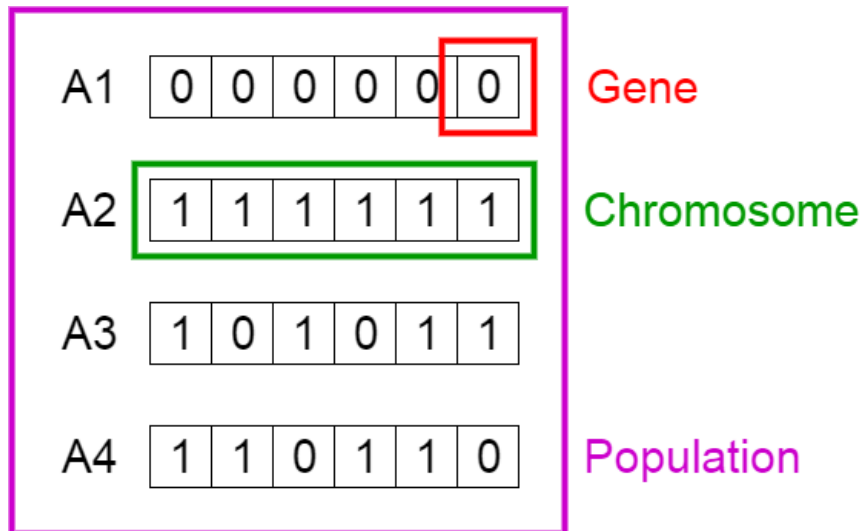 A1 0 0 0 0 0 0 Gene
A2 1 1 1 1 1 1 Chromosome
A3 1 0 1 0 1 1
A4 1 1 0 1 1 0 Population